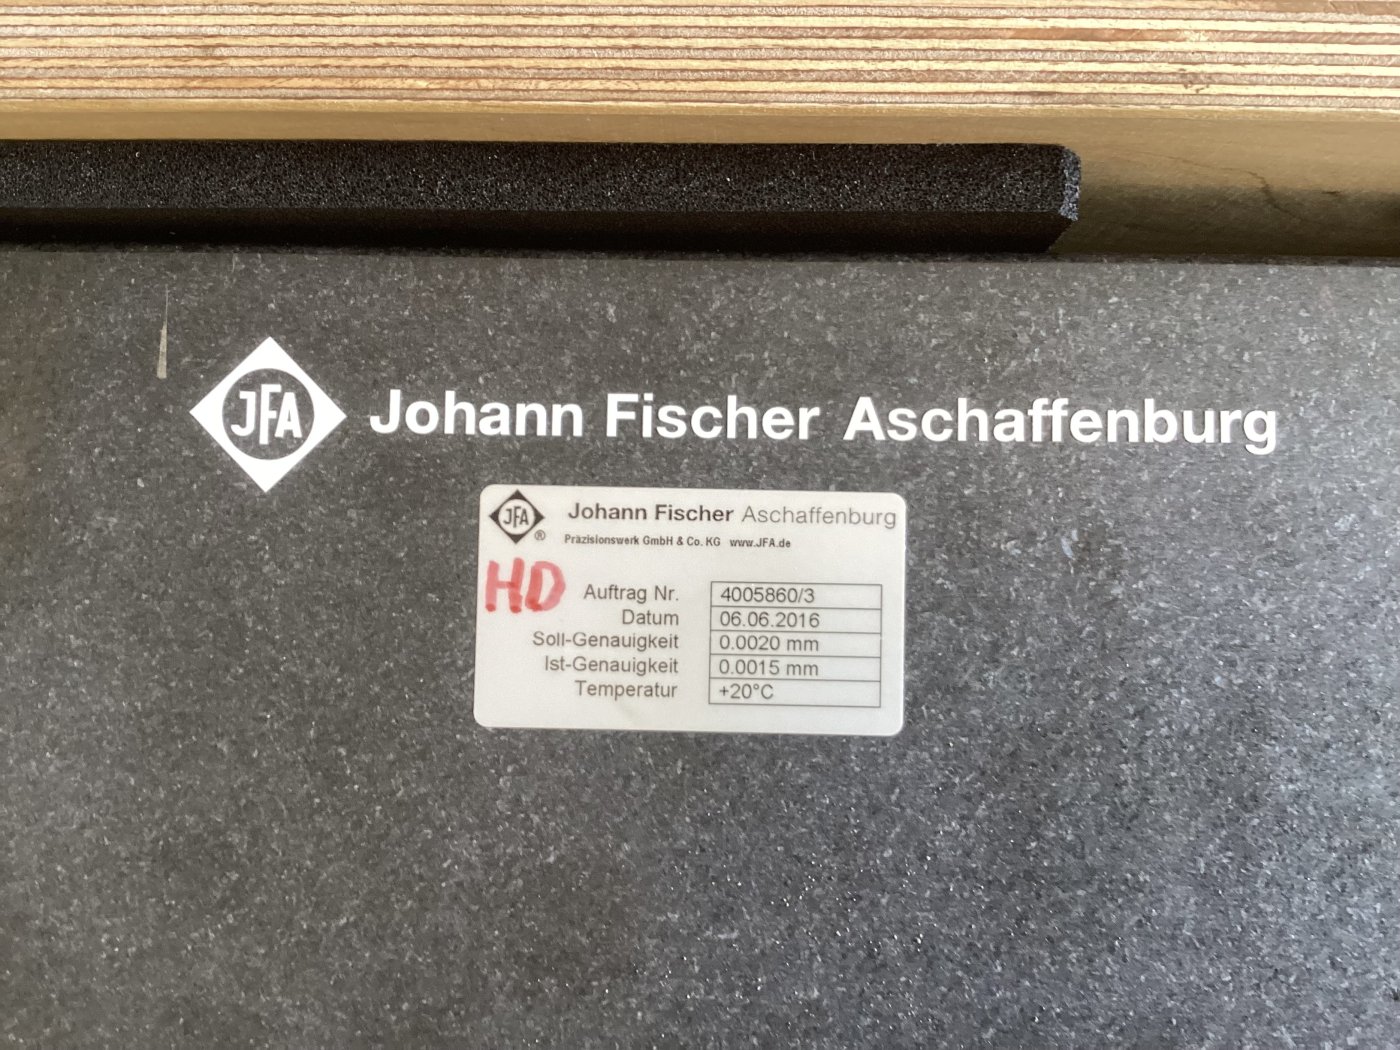 JFA Johann Fischer Aschaffenburg
JFA ® Johann Fischer Aschaffenburg
Präzisionswerk GmbH & Co. KG www.JFA.de
HD
Auftrag Nr. 4005860/3
Datum 06.06.2016
Soll-Genauigkeit 0.0020 mm
Ist-Genauigkeit 0.0015 mm
Temperatur +20°C